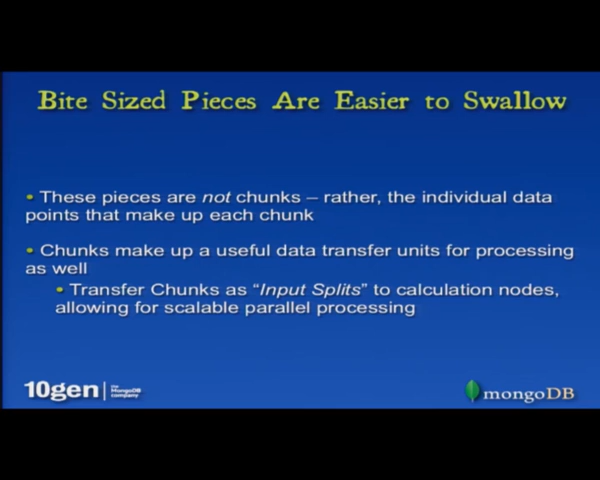 Bite Sized Pieces Are Easier to Swallow
• These pieces are not chunks – rather, the individual data
points that make up each chunk
• Chunks make up a useful data transfer units for processing
as well
• Transfer Chunks as “Input Splits” to calculation nodes,
allowing for scalable parallel processing
10gen
the
MongoDB
company
mongoDB